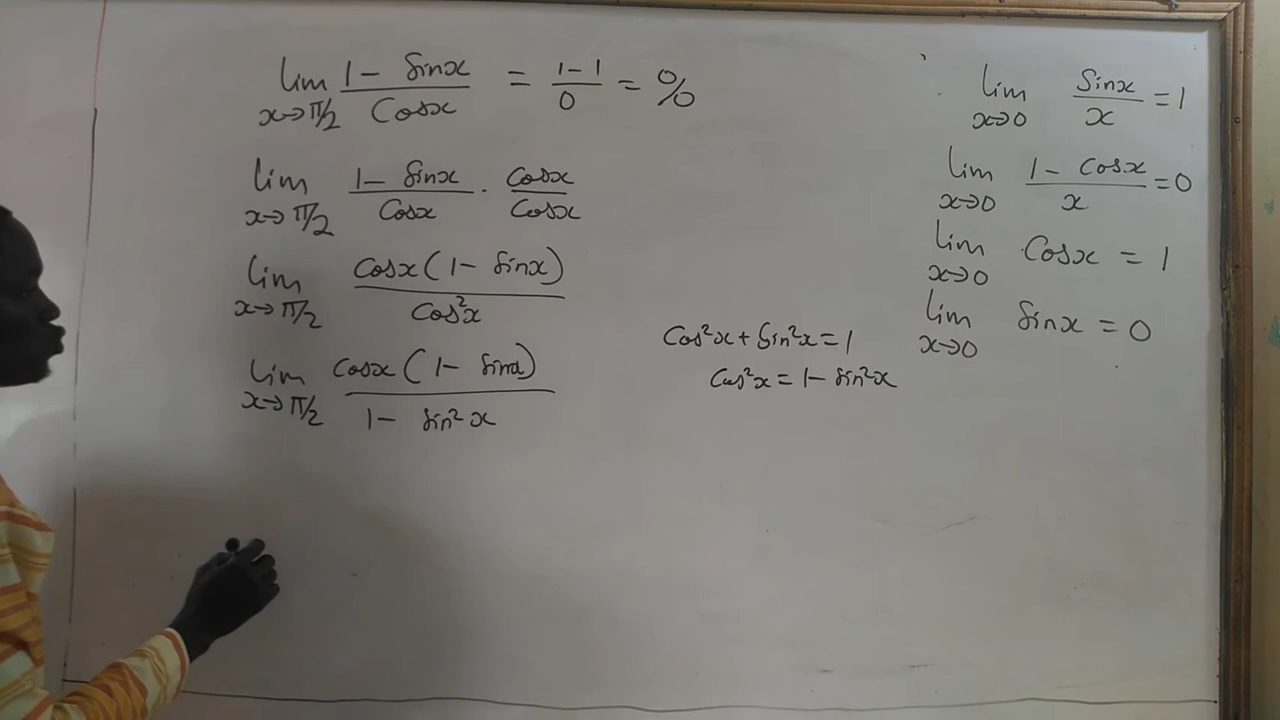 lim x→π/2 (1 - Sinx)/(Cosx) = (1-1)/0 = 0/0
lim x→π/2 (1 - Sinx)/(Cosx) . (Cosx)/(Cosx)
lim x→π/2 (Cosx(1 - Sinx))/(Cos²x)
lim x→π/2 (Cosx(1 - Sinx))/(1 - Sin²x)
Cos²x + Sin²x = 1
Cos²x = 1 - Sin²x
lim x→0 (Sinx)/x = 1
lim x→0 (1 - Cosx)/x = 0
lim x→0 Cosx = 1
lim x→0 Sinx = 0